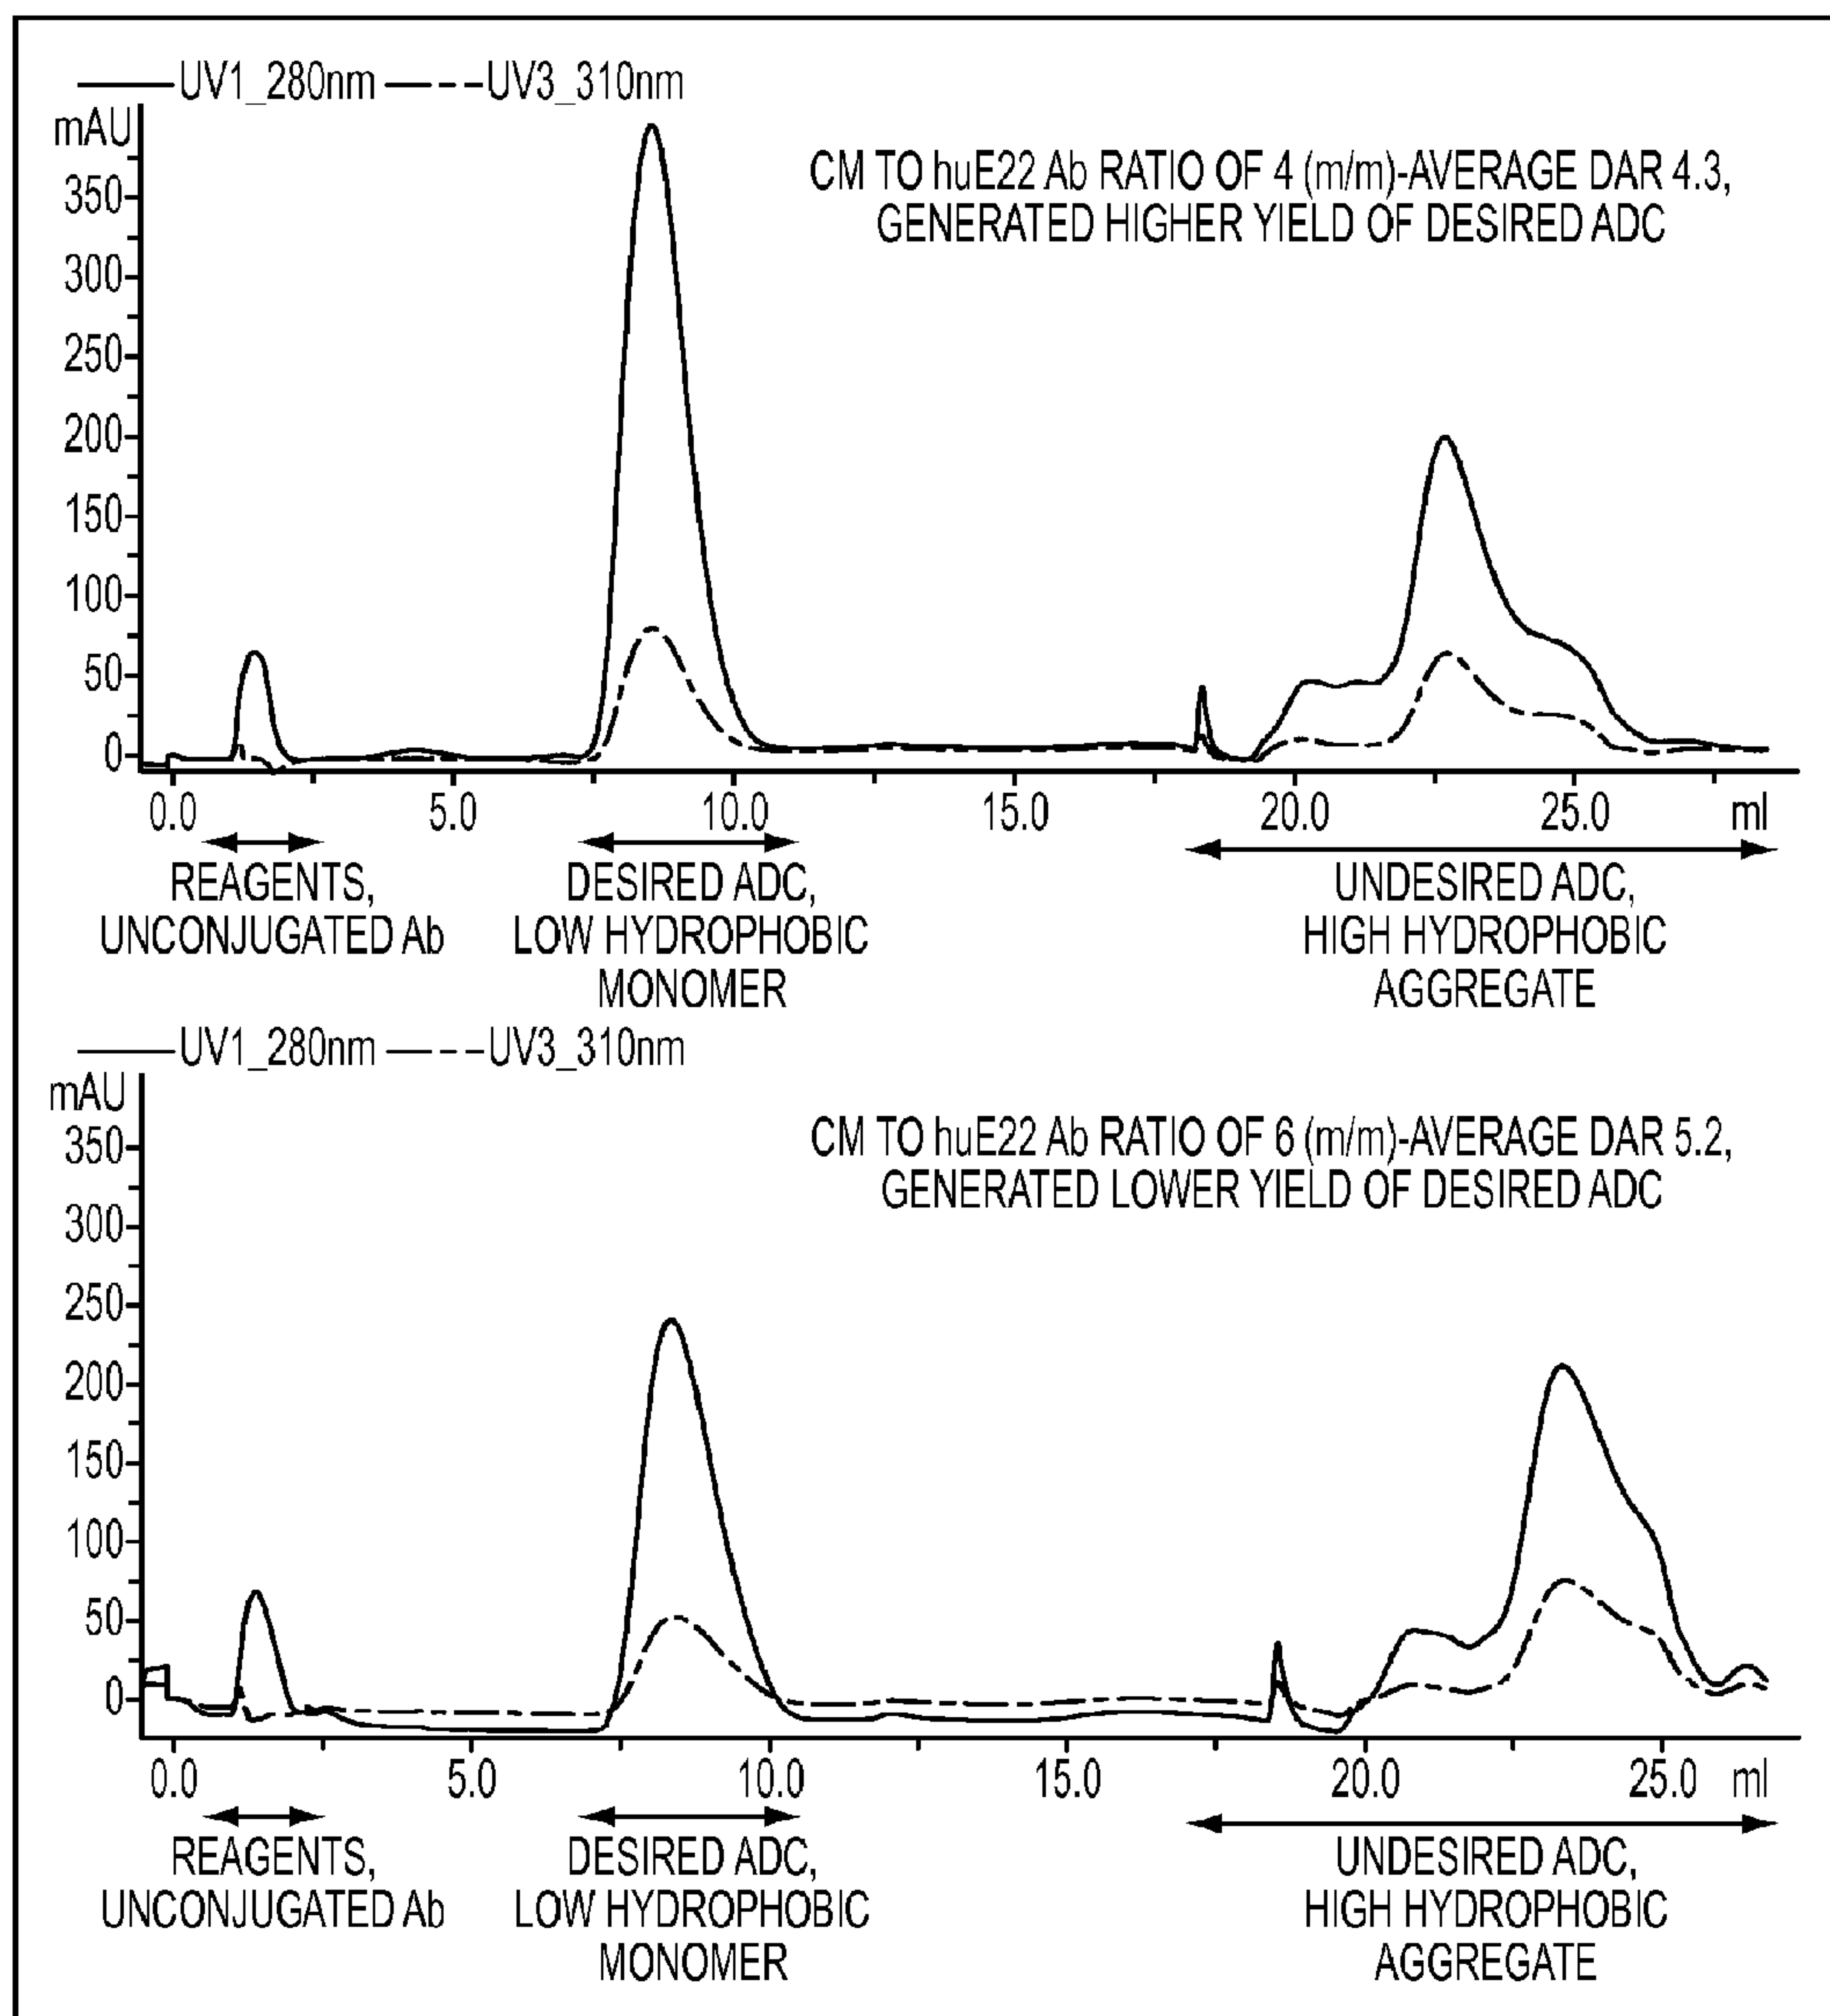 UV1_280nm UV3_310nm
mAU
CM TO huE22 Ab RATIO OF 4 (m/m)-AVERAGE DAR 4.3,
GENERATED HIGHER YIELD OF DESIRED ADC
350
300
250
200
150
100
50
0
0.0 5.0 10.0 15.0 20.0 25.0 ml
REAGENTS,
UNCONJUGATED Ab
DESIRED ADC,
LOW HYDROPHOBIC
MONOMER
UNDESIRED ADC,
HIGH HYDROPHOBIC
AGGREGATE
UV1_280nm UV3_310nm
mAU
CM TO huE22 Ab RATIO OF 6 (m/m)-AVERAGE DAR 5.2,
GENERATED LOWER YIELD OF DESIRED ADC
350
300
250
200
150
100
50
0
0.0 5.0 10.0 15.0 20.0 25.0 ml
REAGENTS,
UNCONJUGATED Ab
DESIRED ADC,
LOW HYDROPHOBIC
MONOMER
UNDESIRED ADC,
HIGH HYDROPHOBIC
AGGREGATE